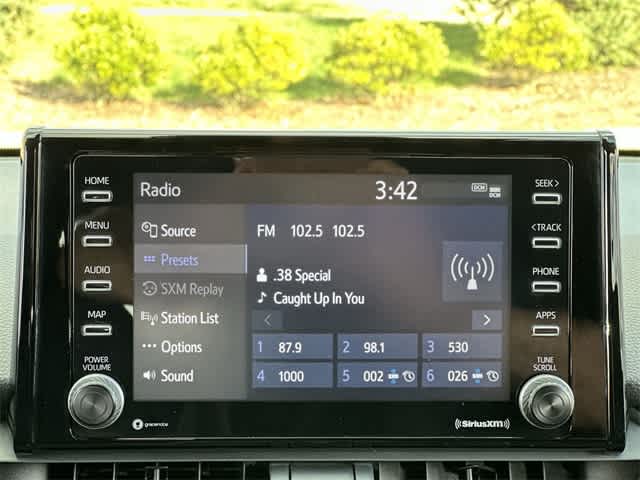 HOME
MENU
AUDIO
MAP
POWER
VOLUME
Radio
3:42
DCM
DCM
Source
Presets
SXM Replay
Station List
Options
Sound
FM 102.5 102.5
.38 Special
Caught Up In You
< >
1 87.9
2 98.1
3 530
4 1000
5 002
6 026
SEEK >
< TRACK
PHONE
APPS
TUNE
SCROLL
gracenote
((SiriusXM))